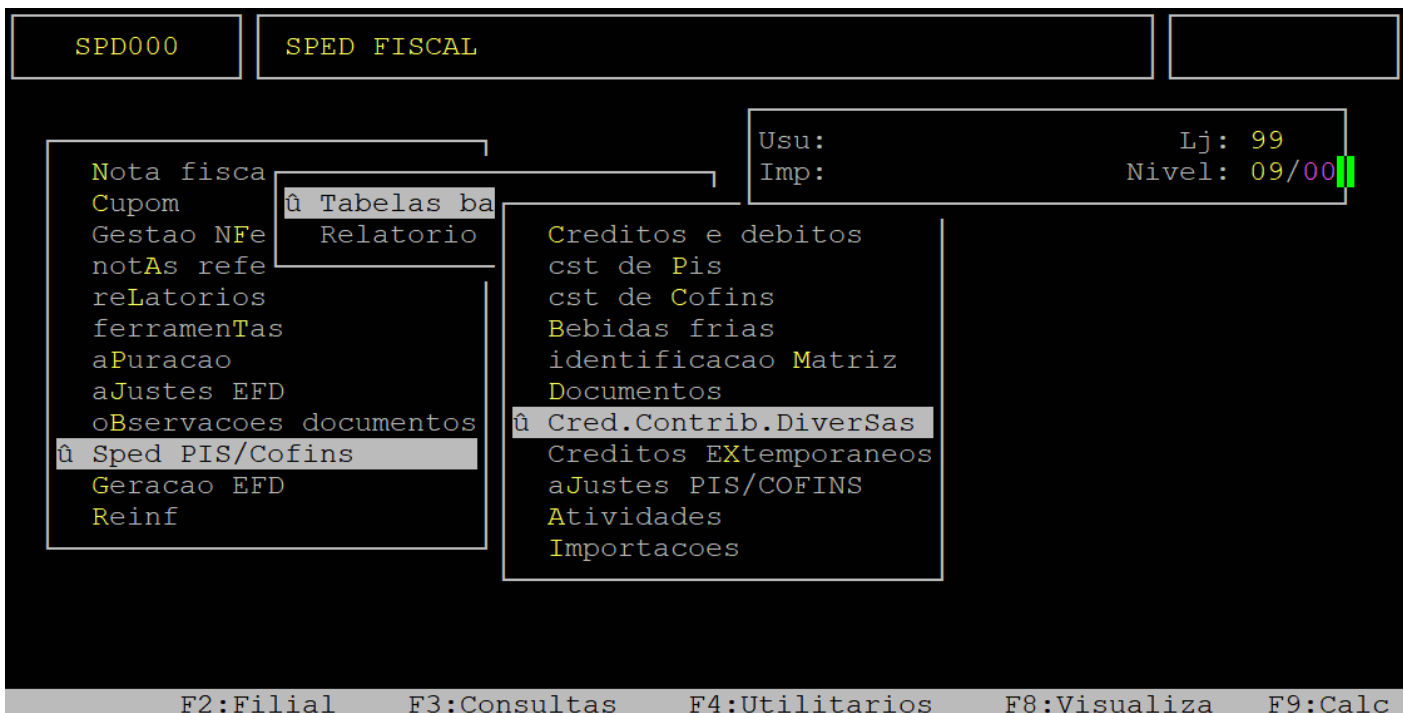 SPD000
SPED FISCAL
Usu:
Lj: 99
Imp:
Nivel: 09/00
Nota fisca
Cupom
Gestao NFe
notAs refe
reLatorios
ferramenTas
aPuracao
aJustes EFD
oBservacoes documentos
û Sped PIS/Cofins
Geracao EFD
Reinf
û Tabelas ba
Relatorio
Creditos e debitos
cst de Pis
cst de Cofins
Bebidas frias
identificacao Matriz
Documentos
û Cred.Contrib.DiverSas
Creditos EXtemporaneos
aJustes PIS/COFINS
Atividades
Importacoes
F2:Filial F3:Consultas F4:Utilitarios F8:Visualiza F9:Calc